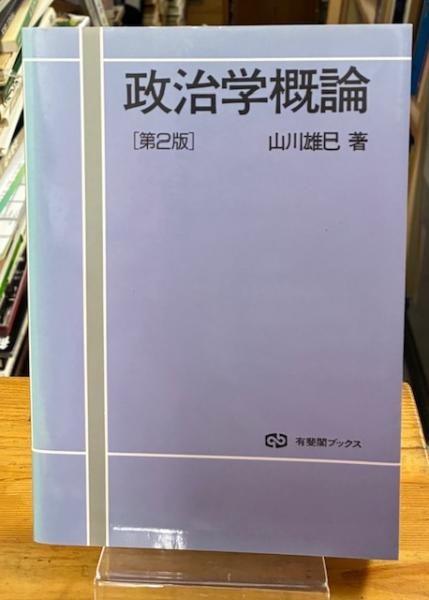 政治学概論
[第2版] 山川雄巳 著
有斐閣ブックス